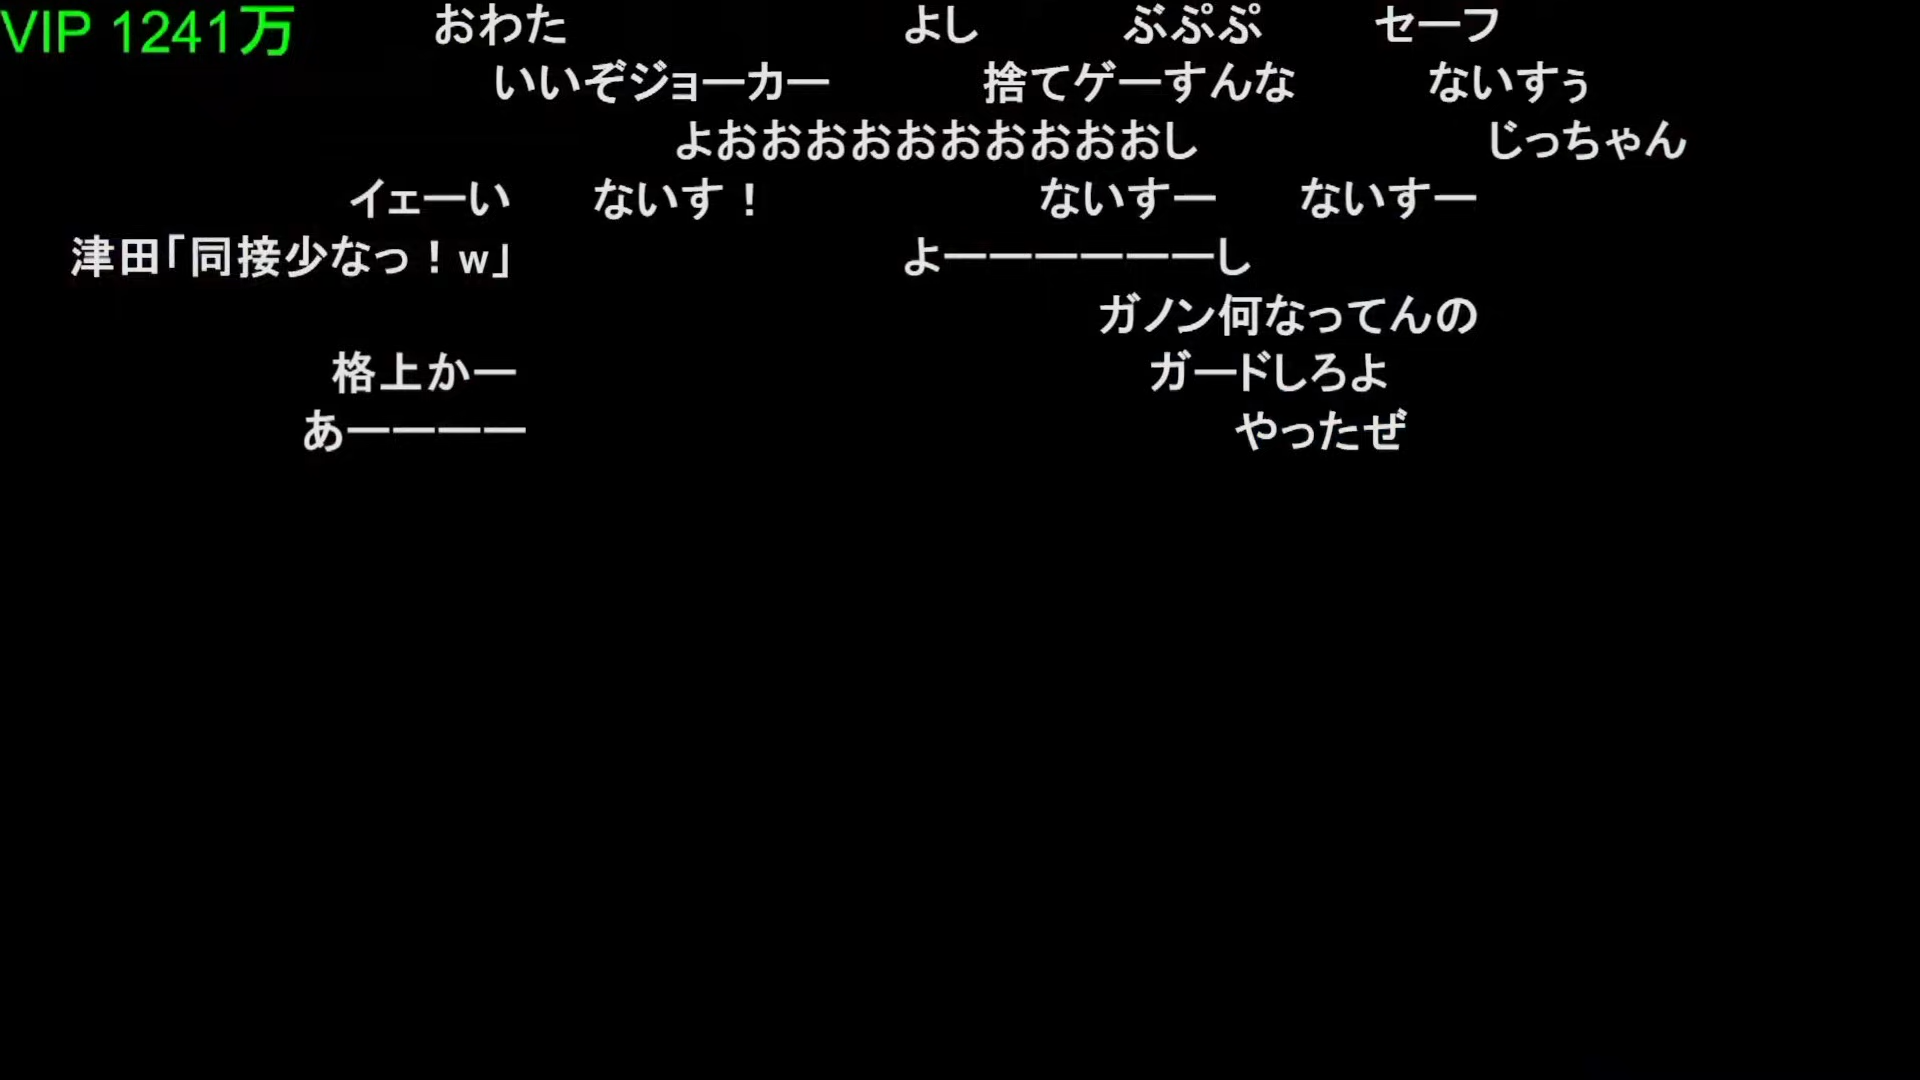 VIP 1241万 おわた よし ぶぷぷ セーフ
いいぞジョーカー 捨てゲーすんな ないすぅ
よおおおおおおおおおおし じっちゃん
イェーい ないす！ ないすー ないすー
津田「同接少なっ！w」 よーーーーーーし
ガノン何なってんの
格上かー ガードしろよ
あーーーー やったぜ